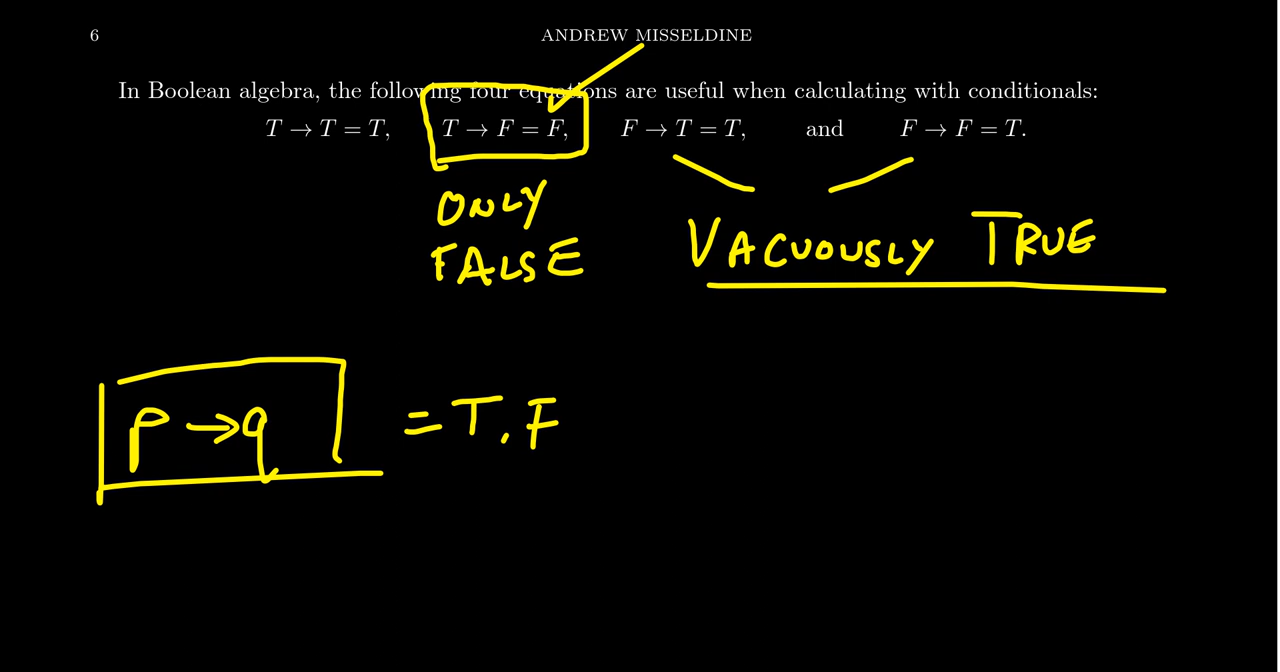 6 ANDREW MISSELDINE
In Boolean algebra, the following four equations are useful when calculating with conditionals:
T → T = T, T → F = F, F → T = T, and F → F = T.
ONLY
FALSE
VACUOUSLY TRUE
p → q = T, F